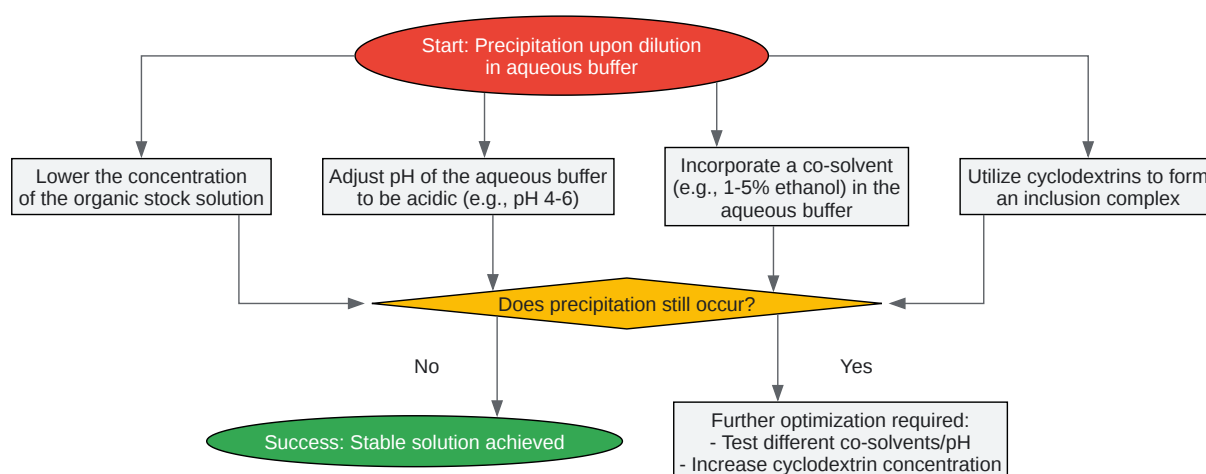 Start: Precipitation upon dilution
in aqueous buffer
Lower the concentration
of the organic stock solution
Adjust pH of the aqueous buffer
to be acidic (e.g., pH 4-6)
Incorporate a co-solvent
(e.g., 1-5% ethanol) in the
aqueous buffer
Utilize cyclodextrins to form
an inclusion complex
Does precipitation still occur?
No
Yes
Success: Stable solution achieved
Further optimization required:
- Test different co-solvents/pH
- Increase cyclodextrin concentration